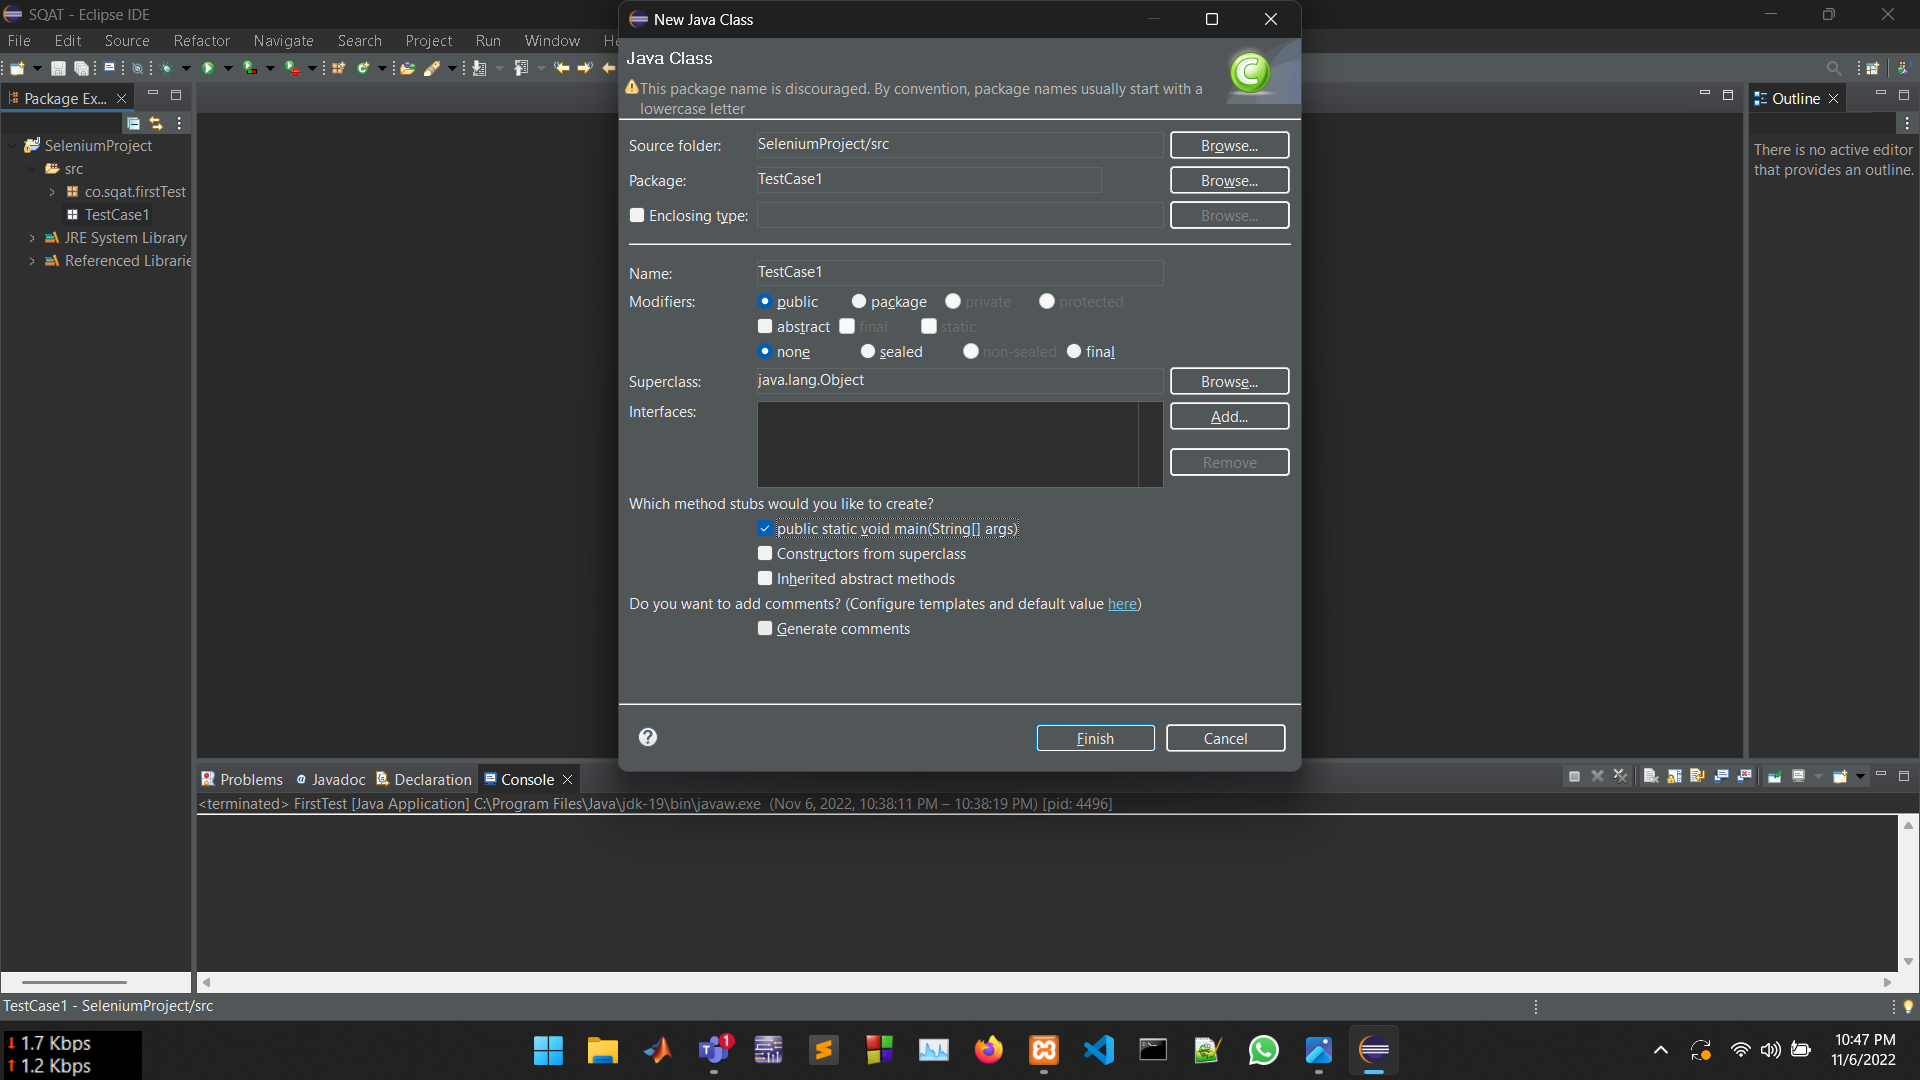 SQAT - Eclipse IDE
File Edit Source Refactor Navigate Search Project Run Window
New Java Class
Java Class
This package name is discouraged. By convention, package names usually start with a
lowercase letter
Package Ex...
SeleniumProject
src
co.sqat.firstTest
TestCase1
JRE System Library
Referenced Librarie
Source folder: SeleniumProject/src Browse...
Package: TestCase1 Browse...
Enclosing type: Browse...
Name: TestCase1
Modifiers: public package private protected
abstract final static
none sealed non-sealed final
Superclass: java.lang.Object Browse...
Interfaces: Add...
Remove
Which method stubs would you like to create?
public static void main(String[] args)
Constructors from superclass
Inherited abstract methods
Do you want to add comments? (Configure templates and default value here)
Generate comments
? Finish Cancel
Outline
There is no active editor
that provides an outline.
Problems @ Javadoc Declaration Console
<terminated> FirstTest [Java Application] C:\Program Files\Java\jdk-19\bin\javaw.exe (Nov 6, 2022, 10:38:11 PM – 10:38:19 PM) [pid: 4496]
TestCase1 - SeleniumProject/src
1.7 Kbps
1.2 Kbps
1
10:47 PM
11/6/2022